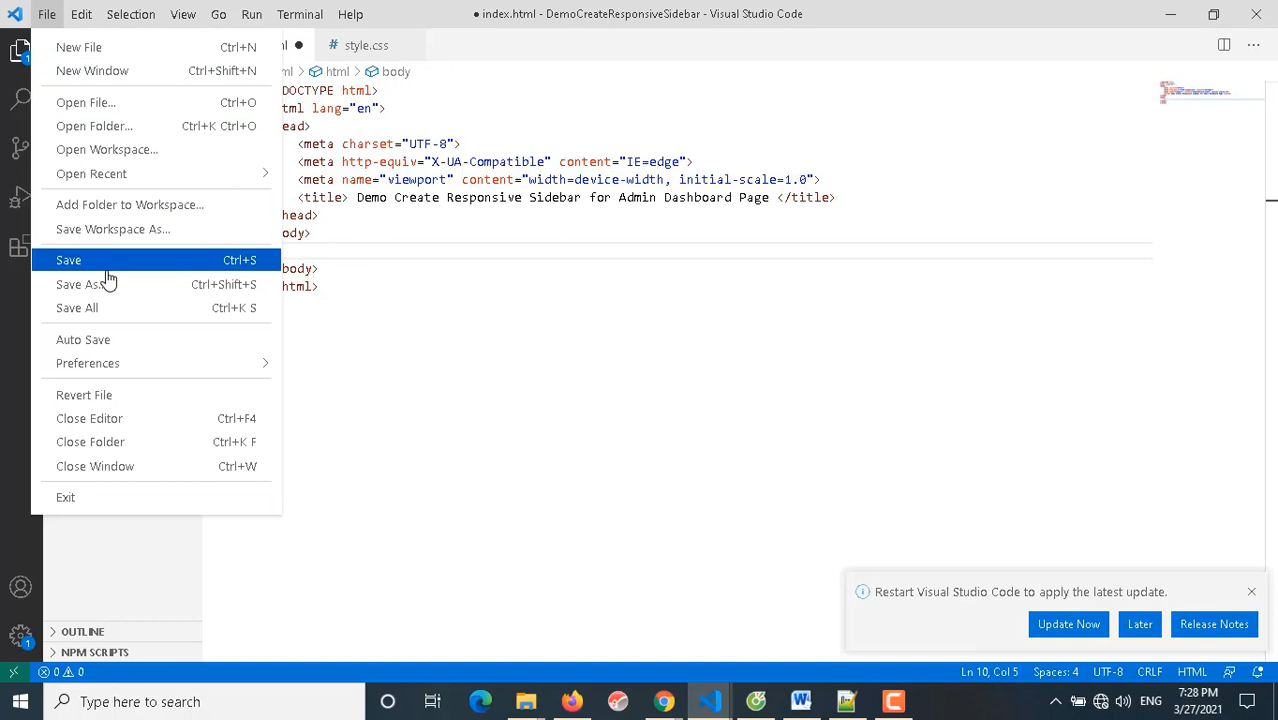 File Edit Selection View Go Run Terminal Help
● index.html - DemoCreateResponsiveSidebar - Visual Studio Code
New File Ctrl+N
New Window Ctrl+Shift+N
Open File... Ctrl+O
Open Folder... Ctrl+K Ctrl+O
Open Workspace...
Open Recent
Add Folder to Workspace...
Save Workspace As...
Save Ctrl+S
Save As... Ctrl+Shift+S
Save All Ctrl+K S
Auto Save
Preferences
Revert File
Close Editor Ctrl+F4
Close Folder Ctrl+K F
Close Window Ctrl+W
Exit
ml ● # style.css
ml > html > body
DOCTYPE html>
tml lang="en">
ead>
<meta charset="UTF-8">
<meta http-equiv="X-UA-Compatible" content="IE=edge">
<meta name="viewport" content="width=device-width, initial-scale=1.0">
<title> Demo Create Responsive Sidebar for Admin Dashboard Page </title>
head>
ody>
body>
html>
1
1
OUTLINE
NPM SCRIPTS
Restart Visual Studio Code to apply the latest update.
Update Now Later Release Notes
0 0 Ln 10, Col 5 Spaces: 4 UTF-8 CRLF HTML
Type here to search
ENG
7:28 PM
3/27/2021